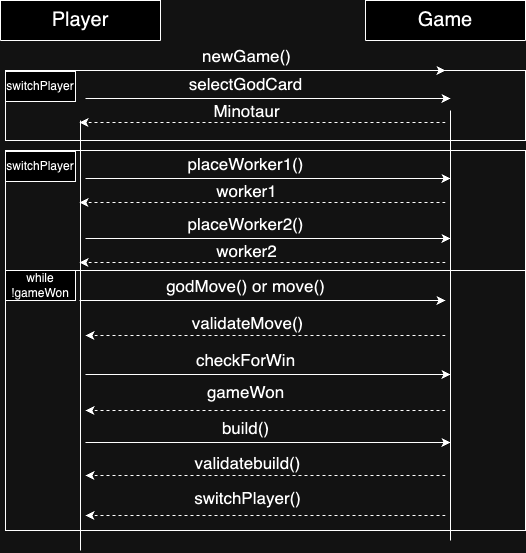 Player
Game
newGame()
switchPlayer
selectGodCard
Minotaur
switchPlayer
placeWorker1()
worker1
placeWorker2()
worker2
while
!gameWon
godMove() or move()
validateMove()
checkForWin
gameWon
build()
validatebuild()
switchPlayer()